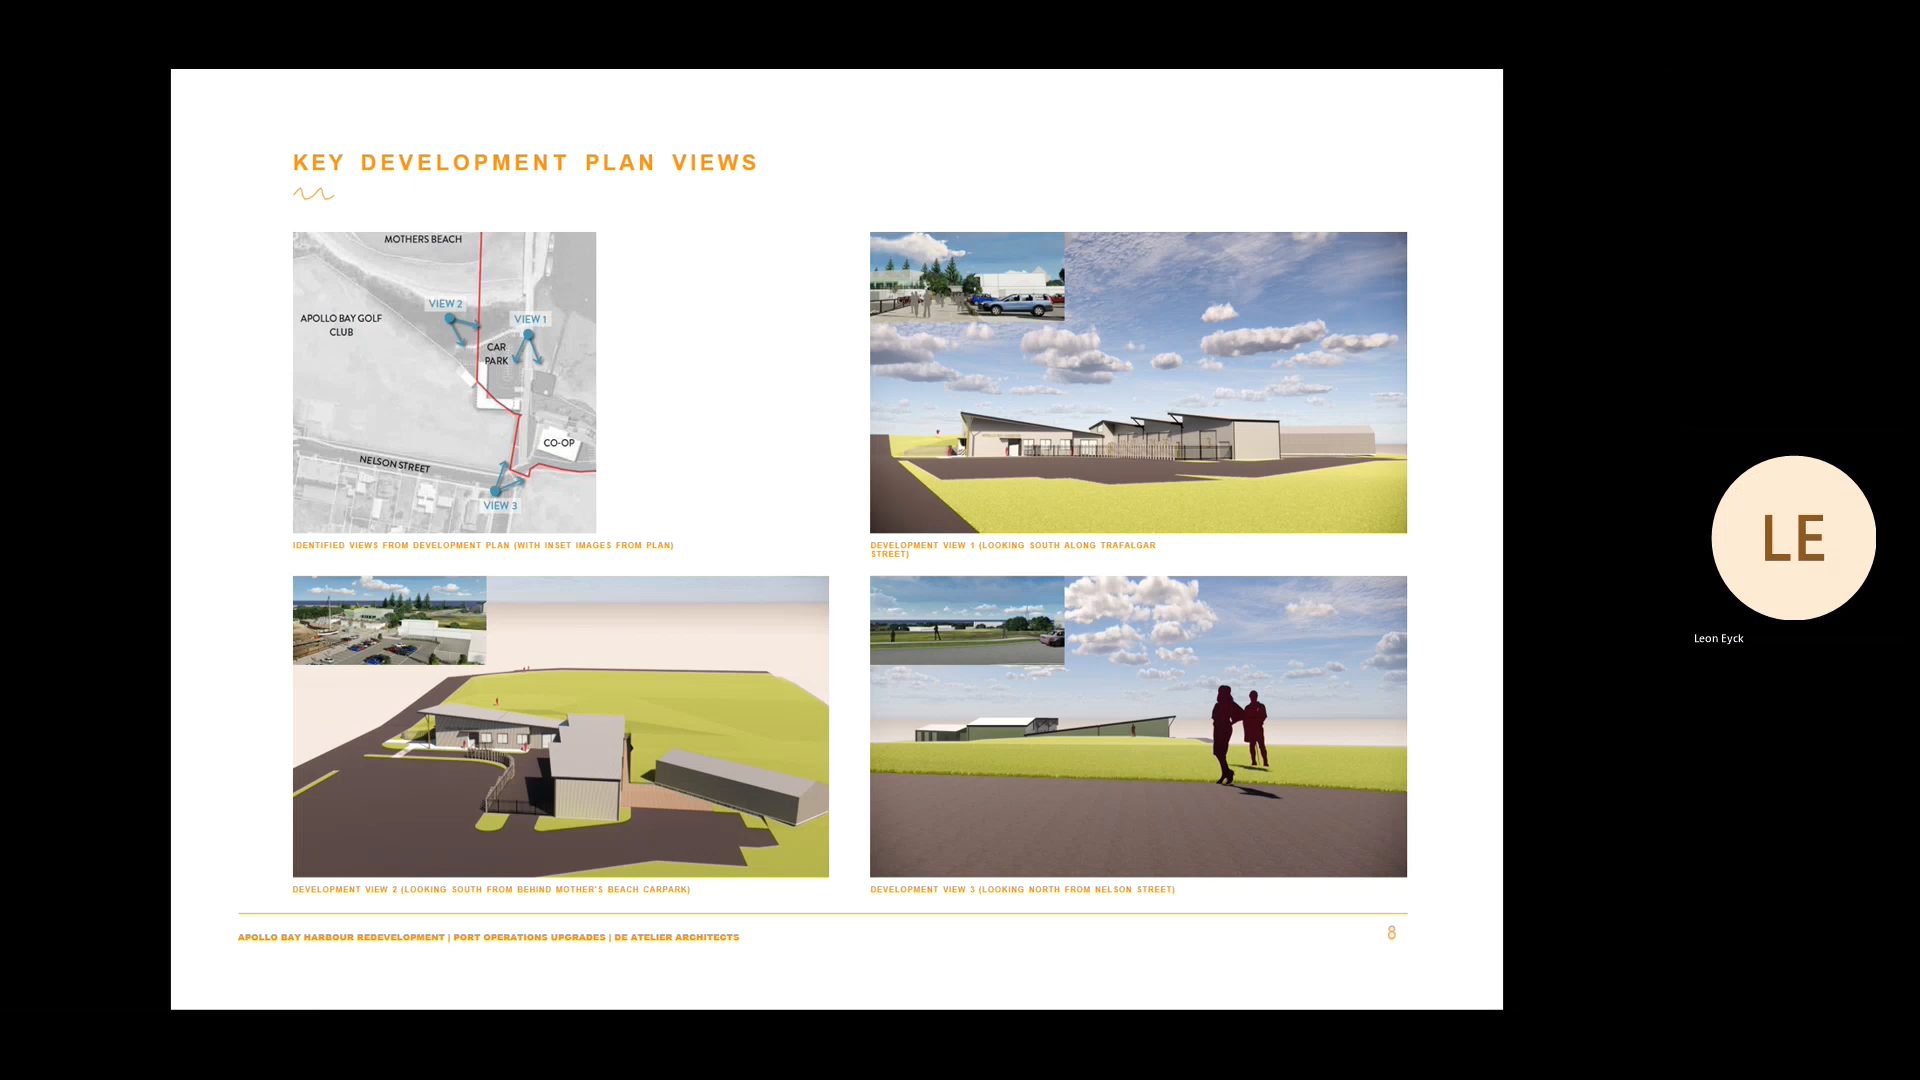 KEY DEVELOPMENT PLAN VIEWS
MOTHERS BEACH
VIEW 2
VIEW 1
APOLLO BAY GOLF
CLUB
CAR
PARK
CO-OP
NELSON STREET
VIEW 3
IDENTIFIED VIEWS FROM DEVELOPMENT PLAN (WITH INSET IMAGES FROM PLAN)
DEVELOPMENT VIEW 1 (LOOKING SOUTH ALONG TRAFALGAR
STREET)
DEVELOPMENT VIEW 2 (LOOKING SOUTH FROM BEHIND MOTHER'S BEACH CARPARK)
DEVELOPMENT VIEW 3 (LOOKING NORTH FROM NELSON STREET)
APOLLO BAY HARBOUR REDEVELOPMENT | PORT OPERATIONS UPGRADES | DE ATELIER ARCHITECTS
8
LE
Leon Eyck